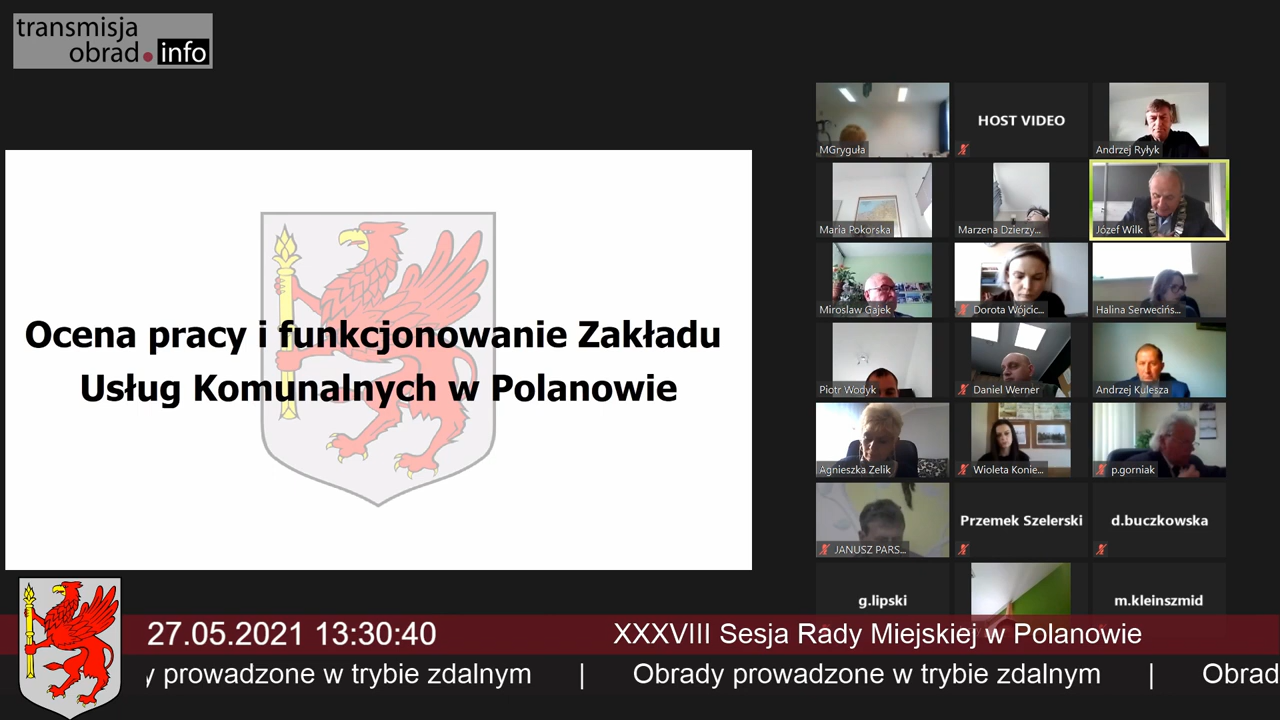 transmisja
obrad.info
MGryguła
HOST VIDEO
Andrzej Ryłyk
Maria Pokorska
Marzena Dzierzy...
Józef Wilk
Ocena pracy i funkcjonowanie Zakładu
Usług Komunalnych w Polanowie
Mirosław Gajek
Dorota Wójcic...
Halina Serwecińs...
Piotr Wodyk
Daniel Werner
Andrzej Kulesza
Agnieszka Zelik
Wioleta Konie...
p.gorniak
JANUSZ PARS...
Przemek Szelerski
d.buczkowska
g.lipski
m.kleinszmid
27.05.2021 13:30:40
XXXVIII Sesja Rady Miejskiej w Polanowie
y prowadzone w trybie zdalnym | Obrady prowadzone w trybie zdalnym | Obrad